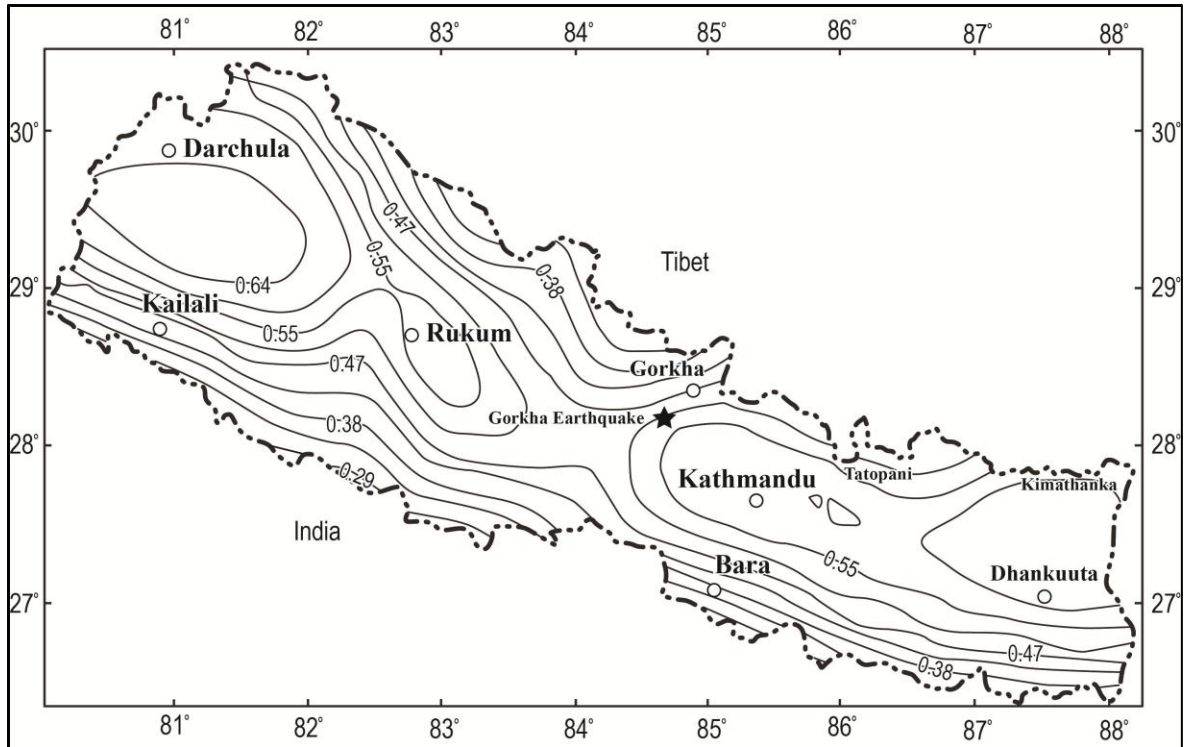 81° 82° 83° 84° 85° 86° 87° 88°
30° 30°
Darchula
0.47
Tibet
0.55
0.38
29° 0.64 29°
Kailali
0.55
Rukum
0.47
Gorkha
Gorkha Earthquake
0.38
28° 28°
0.29
Kathmandu
Tatopani
Kimathanka
India
0.55
Bara
Dhankuuta
27° 27°
0.47
0.38
81° 82° 83° 84° 85° 86° 87° 88°